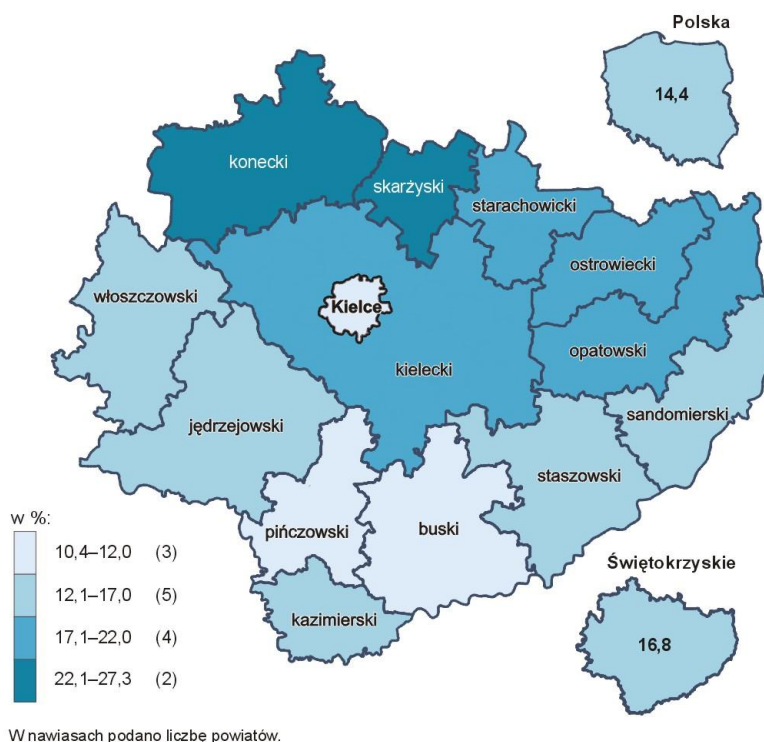 Polska
14,4
konecki
skarżyski
starachowicki
ostrowiecki
włoszczowski
Kielce
opatowski
kielecki
sandomierski
jędrzejowski
staszowski
w %:
pińczowski
buski
10,4–12,0 (3)
Świętokrzyskie
12,1–17,0 (5)
kazimierski
17,1–22,0 (4)
16,8
22,1–27,3 (2)
W nawiasach podano liczbę powiatów.